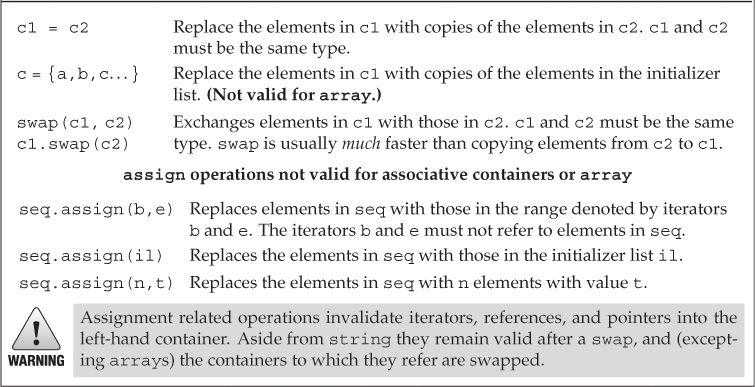 c1 = c2 Replace the elements in c1 with copies of the elements in c2. c1 and c2
must be the same type.
c = {a,b,c...} Replace the elements in c1 with copies of the elements in the initializer
list. (Not valid for array.)
swap(c1, c2) Exchanges elements in c1 with those in c2. c1 and c2 must be the same
c1.swap(c2) type. swap is usually much faster than copying elements from c2 to c1.
assign operations not valid for associative containers or array
seq.assign(b,e) Replaces elements in seq with those in the range denoted by iterators
b and e. The iterators b and e must not refer to elements in seq.
seq.assign(il) Replaces the elements in seq with those in the initializer list il.
seq.assign(n,t) Replaces the elements in seq with n elements with value t.
Assignment related operations invalidate iterators, references, and pointers into the
left-hand container. Aside from string they remain valid after a swap, and (except-
ing arrays) the containers to which they refer are swapped.
WARNING